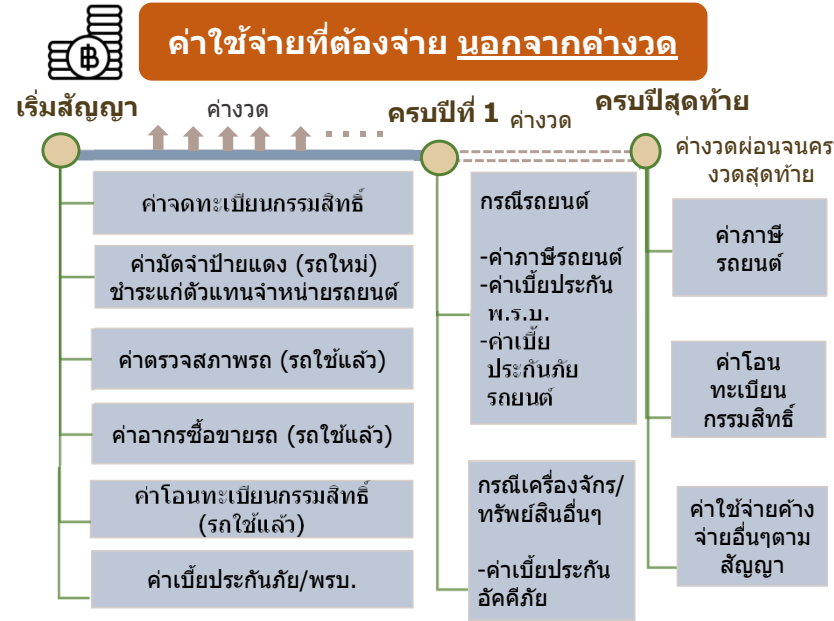 ค่าใช้จ่ายที่ต้องจ่าย นอกจากค่างวด
เริ่มสัญญา
ค่างวด
ครบปีที่ 1
ค่างวด
ครบปีสุดท้าย
ค่างวดผ่อนจนคร
งวดสุดท้าย
ค่าจดทะเบียนกรรมสิทธิ์
ค่ามัดจำป้ายแดง (รถใหม่)
ชำระแก่ตัวแทนจำหน่ายรถยนต์
ค่าตรวจสภาพรถ (รถใช้แล้ว)
ค่าอากรซื้อขายรถ (รถใช้แล้ว)
ค่าโอนทะเบียนกรรมสิทธิ์
(รถใช้แล้ว)
ค่าเบี้ยประกันภัย/พรบ.
กรณีรถยนต์
-ค่าภาษีรถยนต์
-ค่าเบี้ยประกัน
พ.ร.บ.
-ค่าเบี้ย
ประกันภัย
รถยนต์
กรณีเครื่องจักร/
ทรัพย์สินอื่นๆ
-ค่าเบี้ยประกัน
อัคคีภัย
ค่าภาษี
รถยนต์
ค่าโอน
ทะเบียน
กรรมสิทธิ์
ค่าใช้จ่ายค้าง
จ่ายอื่นๆตาม
สัญญา